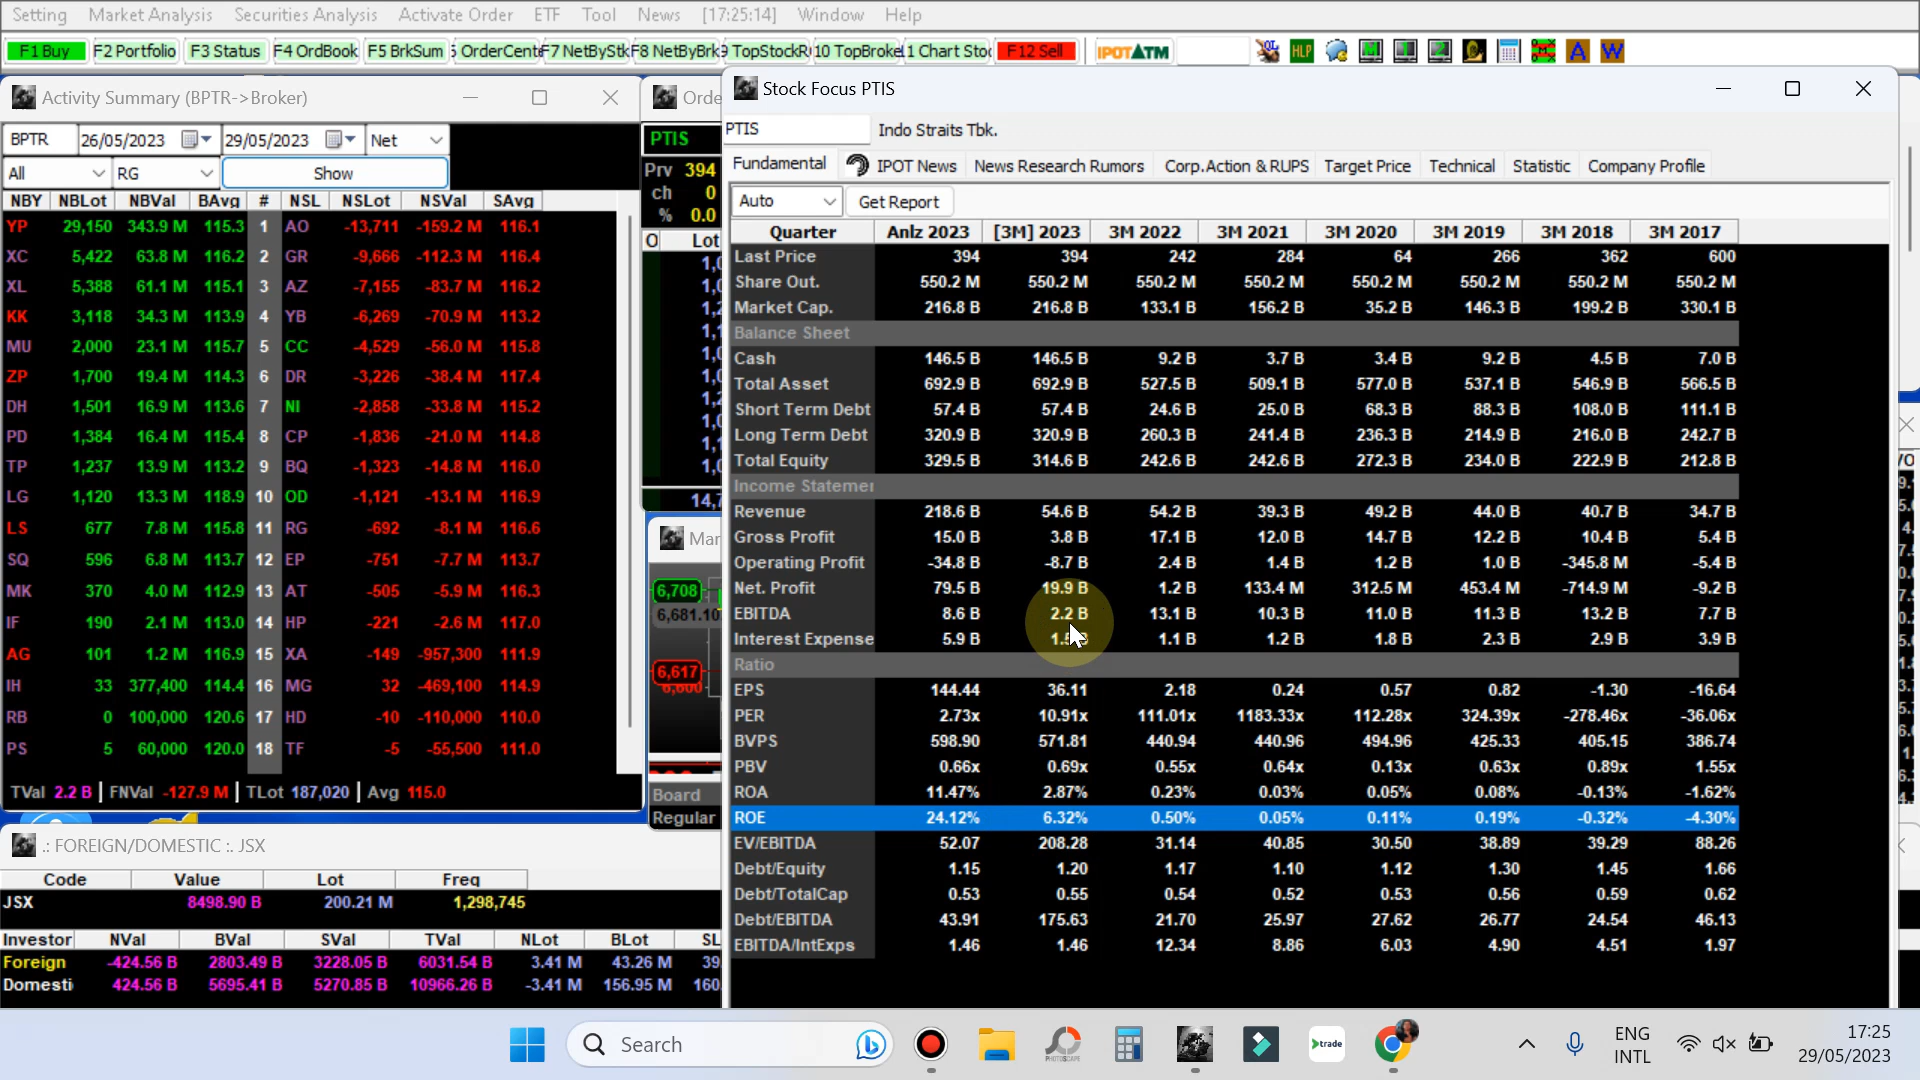 Setting Market Analysis Securities Analysis Activate Order ETF Tool News [17:25:14] Window Help
F1 Buy F2 Portfolio F3 Status F4 OrdBook F5 BrkSum OrderCent F7 NetByStk F8 NetByBrk TopStockR 10 TopBroke 1 Chart Stoc F12 Sell IPOTATM QL HLP A W
Activity Summary (BPTR->Broker)
BPTR 26/05/2023 29/05/2023 Net
All RG Show
NBY NBLot NBVal BAvg # NSL NSLot NSVal SAvg
YP 29,150 343.9 M 115.3 1 AO -13,711 -159.2 M 116.1
XC 5,422 63.8 M 116.2 2 GR -9,666 -112.3 M 116.4
XL 5,388 61.1 M 115.1 3 AZ -7,155 -83.7 M 116.2
KK 3,118 34.3 M 113.9 4 YB -6,269 -70.9 M 113.2
MU 2,000 23.1 M 115.7 5 CC -4,529 -56.0 M 115.8
ZP 1,700 19.4 M 114.3 6 DR -3,226 -38.4 M 117.4
DH 1,501 16.9 M 113.6 7 NI -2,858 -33.8 M 115.2
PD 1,384 16.4 M 115.4 8 CP -1,836 -21.0 M 114.8
TP 1,237 13.9 M 113.2 9 BQ -1,323 -14.8 M 116.0
LG 1,120 13.3 M 118.9 10 OD -1,121 -13.1 M 116.9
LS 677 7.8 M 115.8 11 RG -692 -8.1 M 116.6
SQ 596 6.8 M 113.7 12 EP -751 -7.7 M 113.7
MK 370 4.0 M 112.9 13 AT -505 -5.9 M 116.3
IF 190 2.1 M 113.0 14 HP -221 -2.6 M 117.0
AG 101 1.2 M 116.9 15 XA -149 -957,300 111.9
IH 33 377,400 114.4 16 MG 32 -469,100 114.9
RB 0 100,000 120.6 17 HD -10 -110,000 110.0
PS 5 60,000 120.0 18 TF -5 -55,500 111.0
TVal 2.2 B | FNVal -127.9 M | TLot 187,020 | Avg 115.0
Orde
PTIS
Prv 394
ch 0
% 0.0
O Lot
14,7
Mar
6,708
6,681.10
6,617
6,600
Board
Regular
.: FOREIGN/DOMESTIC :. JSX
Code Value Lot Freq
JSX 8498.90 B 200.21 M 1,298,745
Investor NVal BVal SVal TVal NLot BLot SL
Foreign -424.56 B 2803.49 B 3228.05 B 6031.54 B 3.41 M 43.26 M 39
Domesti 424.56 B 5695.41 B 5270.85 B 10966.26 B -3.41 M 156.95 M 160
Stock Focus PTIS
PTIS Indo Straits Tbk.
Fundamental IPOT News News Research Rumors Corp.Action & RUPS Target Price Technical Statistic Company Profile
Auto Get Report
Quarter Anlz 2023 [3M] 2023 3M 2022 3M 2021 3M 2020 3M 2019 3M 2018 3M 2017
Last Price 394 394 242 284 64 266 362 600
Share Out. 550.2 M 550.2 M 550.2 M 550.2 M 550.2 M 550.2 M 550.2 M 550.2 M
Market Cap. 216.8 B 216.8 B 133.1 B 156.2 B 35.2 B 146.3 B 199.2 B 330.1 B
Balance Sheet
Cash 146.5 B 146.5 B 9.2 B 3.7 B 3.4 B 9.2 B 4.5 B 7.0 B
Total Asset 692.9 B 692.9 B 527.5 B 509.1 B 577.0 B 537.1 B 546.9 B 566.5 B
Short Term Debt 57.4 B 57.4 B 24.6 B 25.0 B 68.3 B 88.3 B 108.0 B 111.1 B
Long Term Debt 320.9 B 320.9 B 260.3 B 241.4 B 236.3 B 214.9 B 216.0 B 242.7 B
Total Equity 329.5 B 314.6 B 242.6 B 242.6 B 272.3 B 234.0 B 222.9 B 212.8 B
Income Statemer
Revenue 218.6 B 54.6 B 54.2 B 39.3 B 49.2 B 44.0 B 40.7 B 34.7 B
Gross Profit 15.0 B 3.8 B 17.1 B 12.0 B 14.7 B 12.2 B 10.4 B 5.4 B
Operating Profit -34.8 B -8.7 B 2.4 B 1.4 B 1.2 B 1.0 B -345.8 M -5.4 B
Net. Profit 79.5 B 19.9 B 1.2 B 133.4 M 312.5 M 453.4 M -714.9 M -9.2 B
EBITDA 8.6 B 2.2 B 13.1 B 10.3 B 11.0 B 11.3 B 13.2 B 7.7 B
Interest Expense 5.9 B 1.1 B 1.2 B 1.8 B 2.3 B 2.9 B 3.9 B
Ratio
EPS 144.44 36.11 2.18 0.24 0.57 0.82 -1.30 -16.64
PER 2.73x 10.91x 111.01x 1183.33x 112.28x 324.39x -278.46x -36.06x
BVPS 598.90 571.81 440.94 440.96 494.96 425.33 405.15 386.74
PBV 0.66x 0.69x 0.55x 0.64x 0.13x 0.63x 0.89x 1.55x
ROA 11.47% 2.87% 0.23% 0.03% 0.05% 0.08% -0.13% -1.62%
ROE 24.12% 6.32% 0.50% 0.05% 0.11% 0.19% -0.32% -4.30%
EV/EBITDA 52.07 208.28 31.14 40.85 30.50 38.89 39.29 88.26
Debt/Equity 1.15 1.20 1.17 1.10 1.12 1.30 1.45 1.66
Debt/TotalCap 0.53 0.55 0.54 0.52 0.53 0.56 0.59 0.62
Debt/EBITDA 43.91 175.63 21.70 25.97 27.62 26.77 24.54 46.13
EBITDA/IntExps 1.46 1.46 12.34 8.86 6.03 4.90 4.51 1.97
Search PHOTOSCAPE trade ENG INTL 17:25 29/05/2023